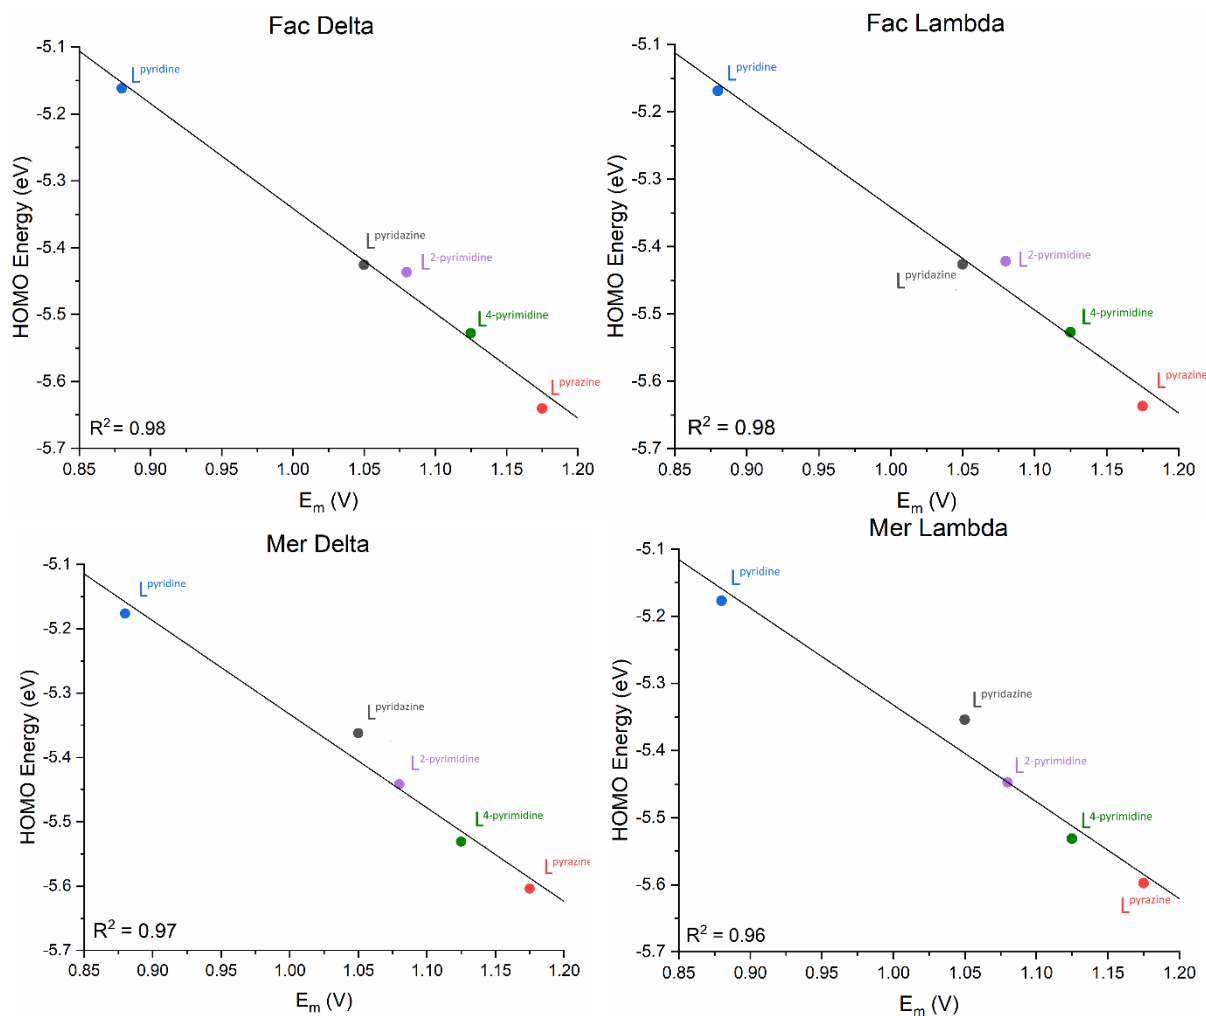 Fac Delta
-5.1
-5.2
-5.3
-5.4
-5.5
-5.6
-5.7
HOMO Energy (eV)
L^pyridine
L^pyridazine
L^2-pyrimidine
L^4-pyrimidine
L^pyrazine
R² = 0.98
0.85 0.90 0.95 1.00 1.05 1.10 1.15 1.20
E_m (V)
Fac Lambda
-5.1
-5.2
-5.3
-5.4
-5.5
-5.6
-5.7
HOMO Energy (eV)
L^pyridine
L^2-pyrimidine
L^pyridazine
L^4-pyrimidine
L^pyrazine
R² = 0.98
0.85 0.90 0.95 1.00 1.05 1.10 1.15 1.20
E_m (V)
Mer Delta
-5.1
-5.2
-5.3
-5.4
-5.5
-5.6
-5.7
HOMO Energy (eV)
L^pyridine
L^pyridazine
L^2-pyrimidine
L^4-pyrimidine
L^pyrazine
R² = 0.97
0.85 0.90 0.95 1.00 1.05 1.10 1.15 1.20
E_m (V)
Mer Lambda
-5.1
-5.2
-5.3
-5.4
-5.5
-5.6
-5.7
HOMO Energy (eV)
L^pyridine
L^pyridazine
L^2-pyrimidine
L^4-pyrimidine
L^pyrazine
R² = 0.96
0.85 0.90 0.95 1.00 1.05 1.10 1.15 1.20
E_m (V)